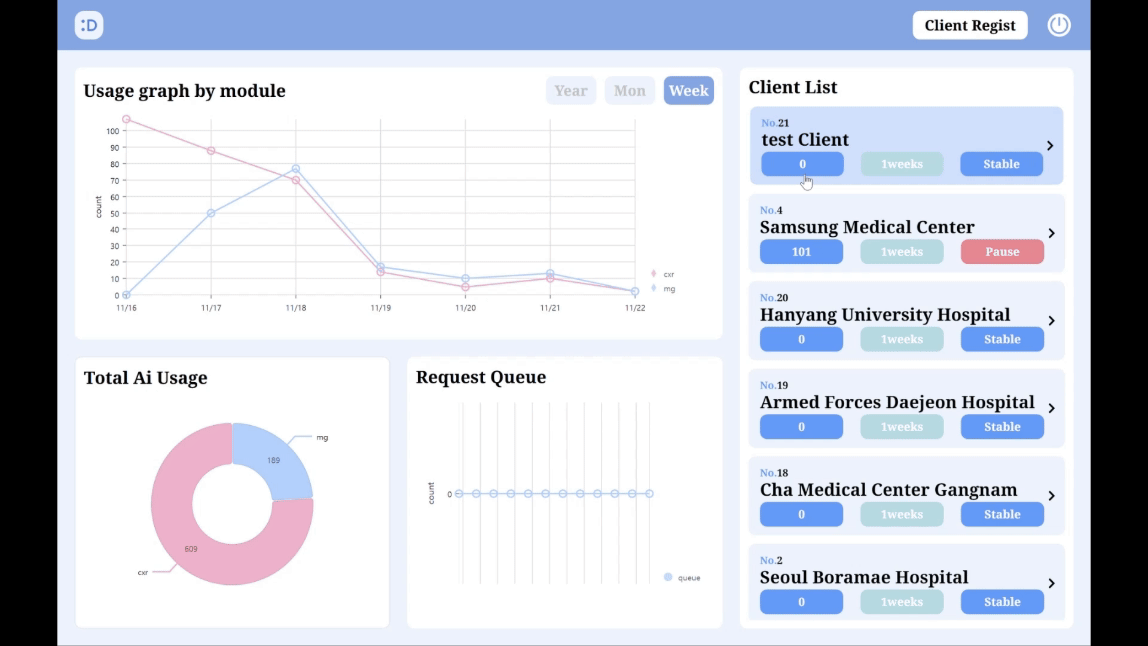 :D
Client Regist
Usage graph by module
Year
Mon
Week
count
100
90
80
70
60
50
40
30
20
10
0
11/16
11/17
11/18
11/19
11/20
11/21
11/22
cxr
mg
Total Ai Usage
mg
189
609
cxr
Request Queue
count
0
queue
Client List
No.21
test Client
0
1weeks
Stable
No.4
Samsung Medical Center
101
1weeks
Pause
No.20
Hanyang University Hospital
0
1weeks
Stable
No.19
Armed Forces Daejeon Hospital
0
1weeks
Stable
No.18
Cha Medical Center Gangnam
0
1weeks
Stable
No.2
Seoul Boramae Hospital
0
1weeks
Stable